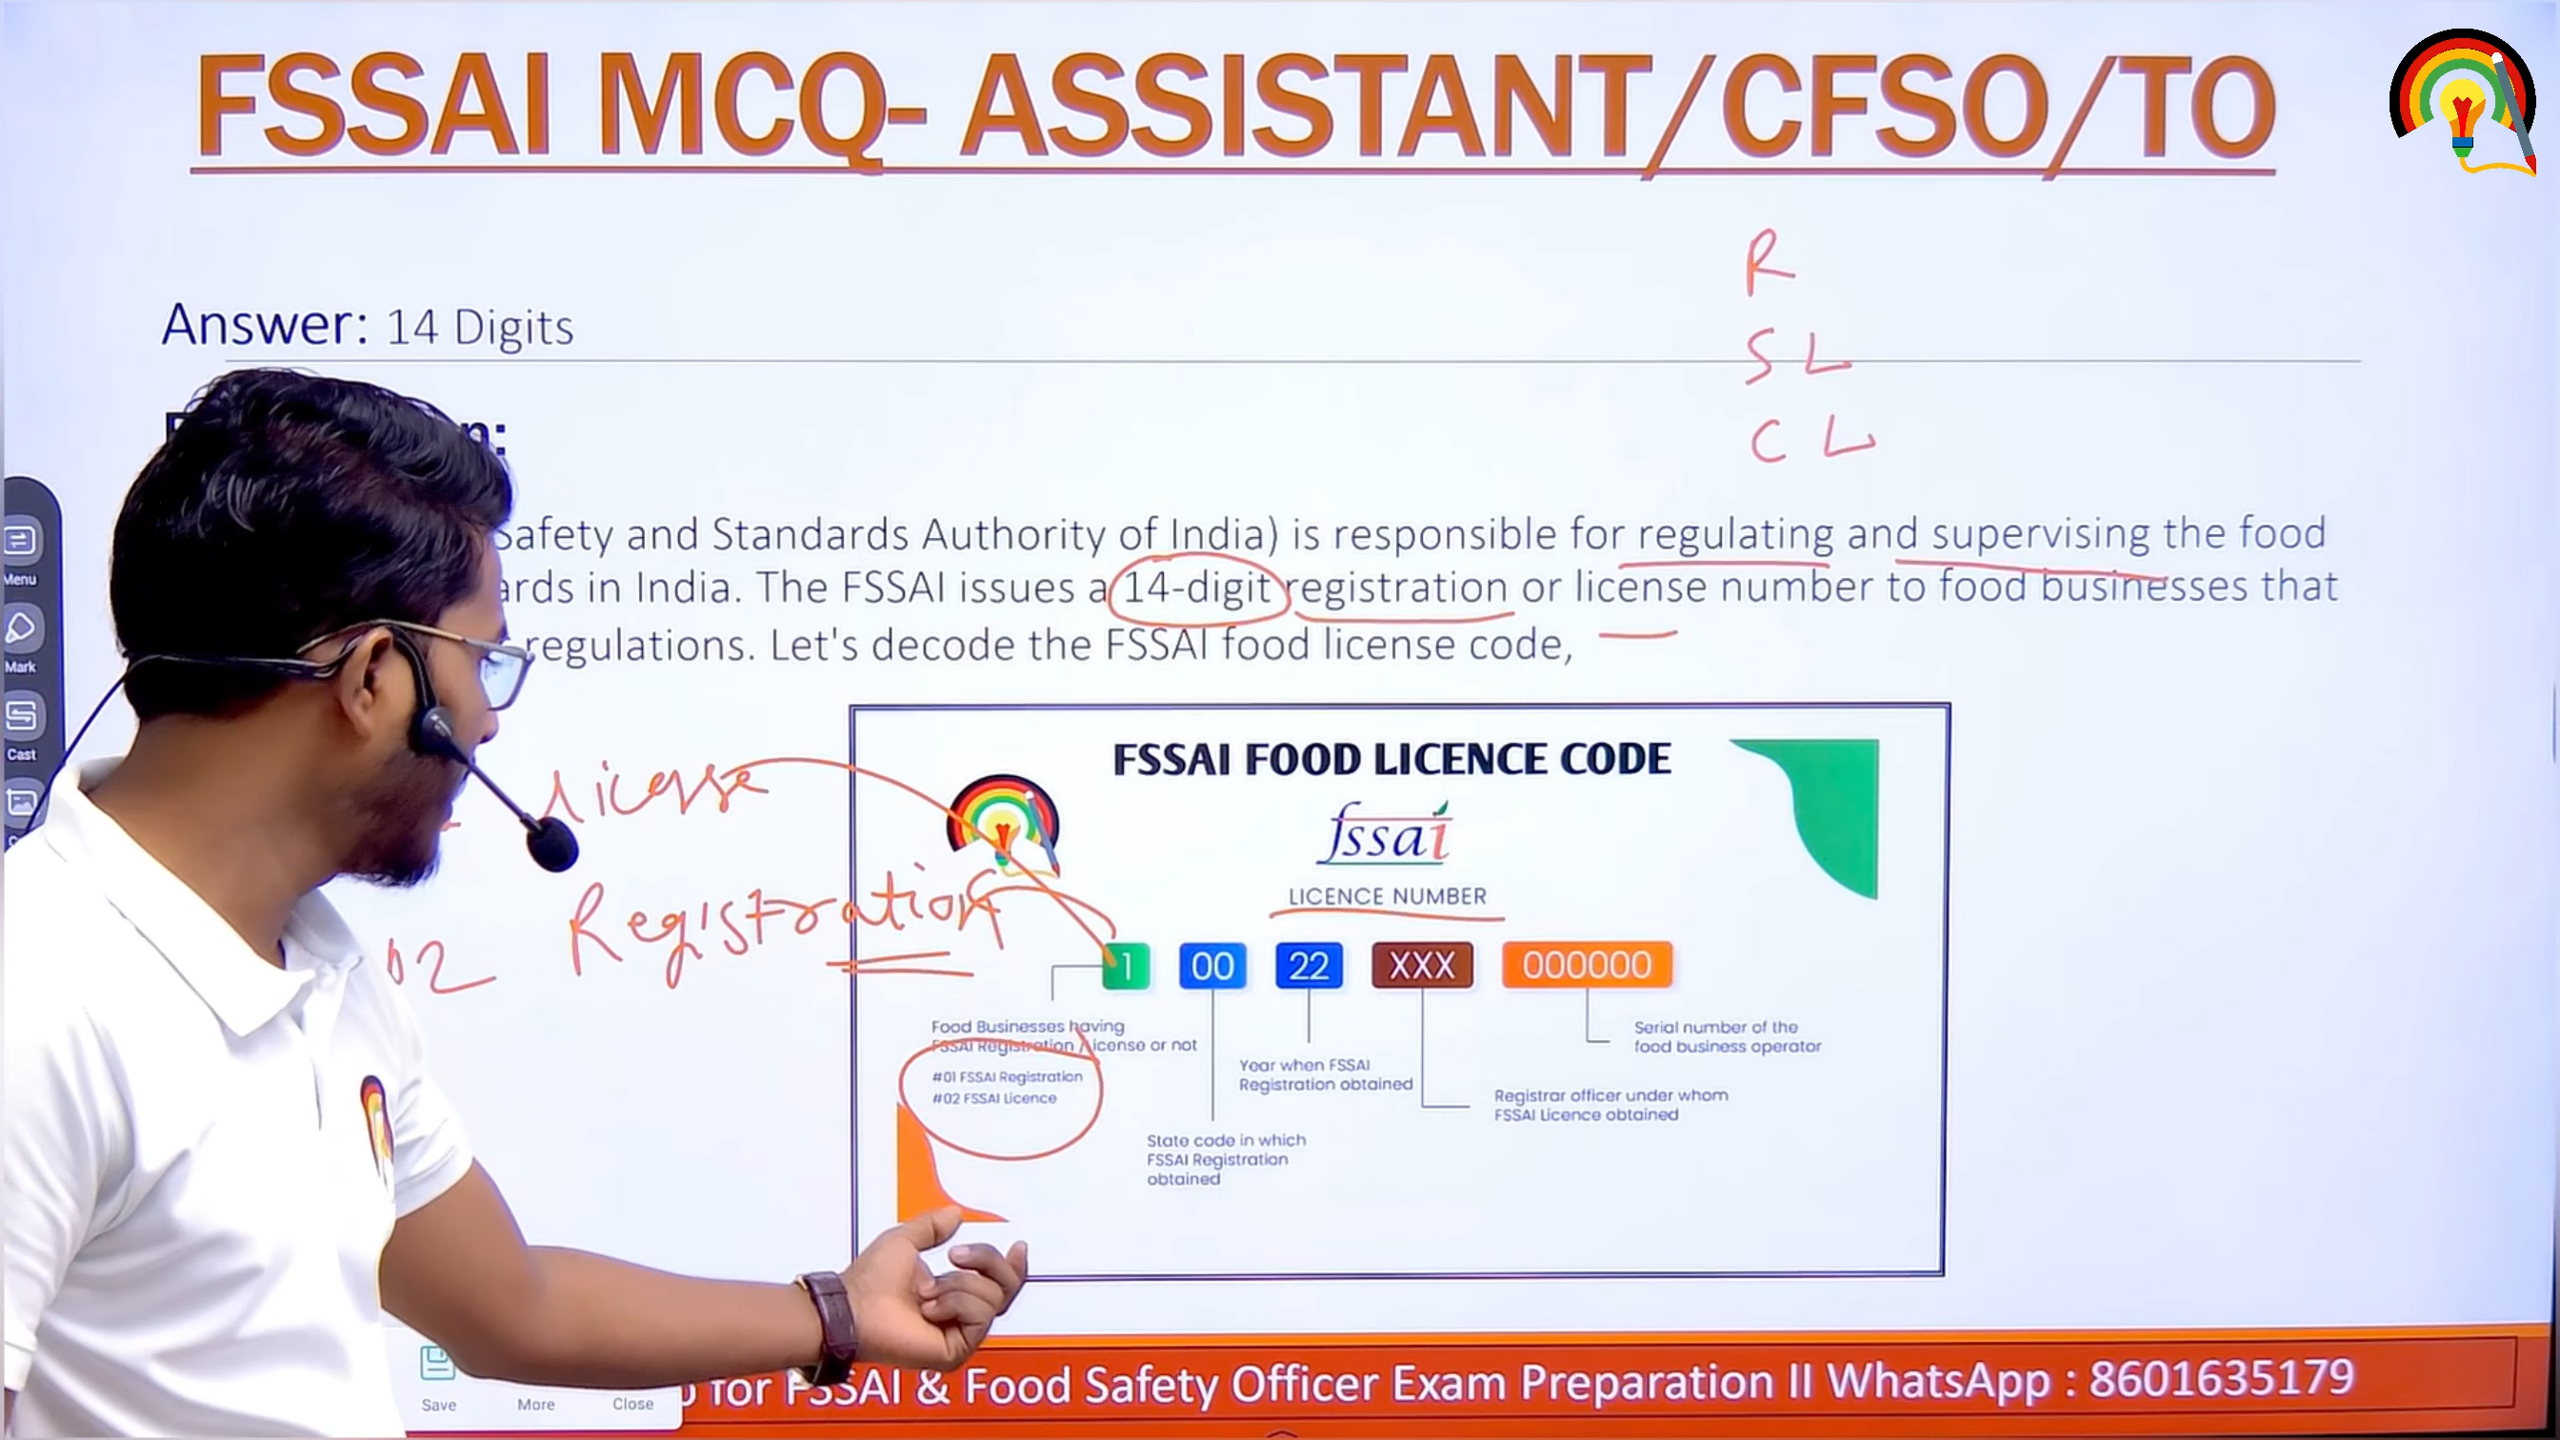 FSSAI MCQ- ASSISTANT/CFSO/TO
R
Answer: 14 Digits
S L
C L
n:
Safety and Standards Authority of India) is responsible for regulating and supervising the food
ards in India. The FSSAI issues a 14-digit registration or license number to food businesses that
regulations. Let's decode the FSSAI food license code,
Menu
Mark
Cast
License
Registration
02
FSSAI FOOD LICENCE CODE
fssai
LICENCE NUMBER
1 00 22 XXX 000000
Food Businesses having
FSSAI Registration /License or not
#01 FSSAI Registration
#02 FSSAI Licence
State code in which
FSSAI Registration
obtained
Year when FSSAI
Registration obtained
Registrar officer under whom
FSSAI Licence obtained
Serial number of the
food business operator
Save More Close
for FSSAI & Food Safety Officer Exam Preparation II WhatsApp : 8601635179